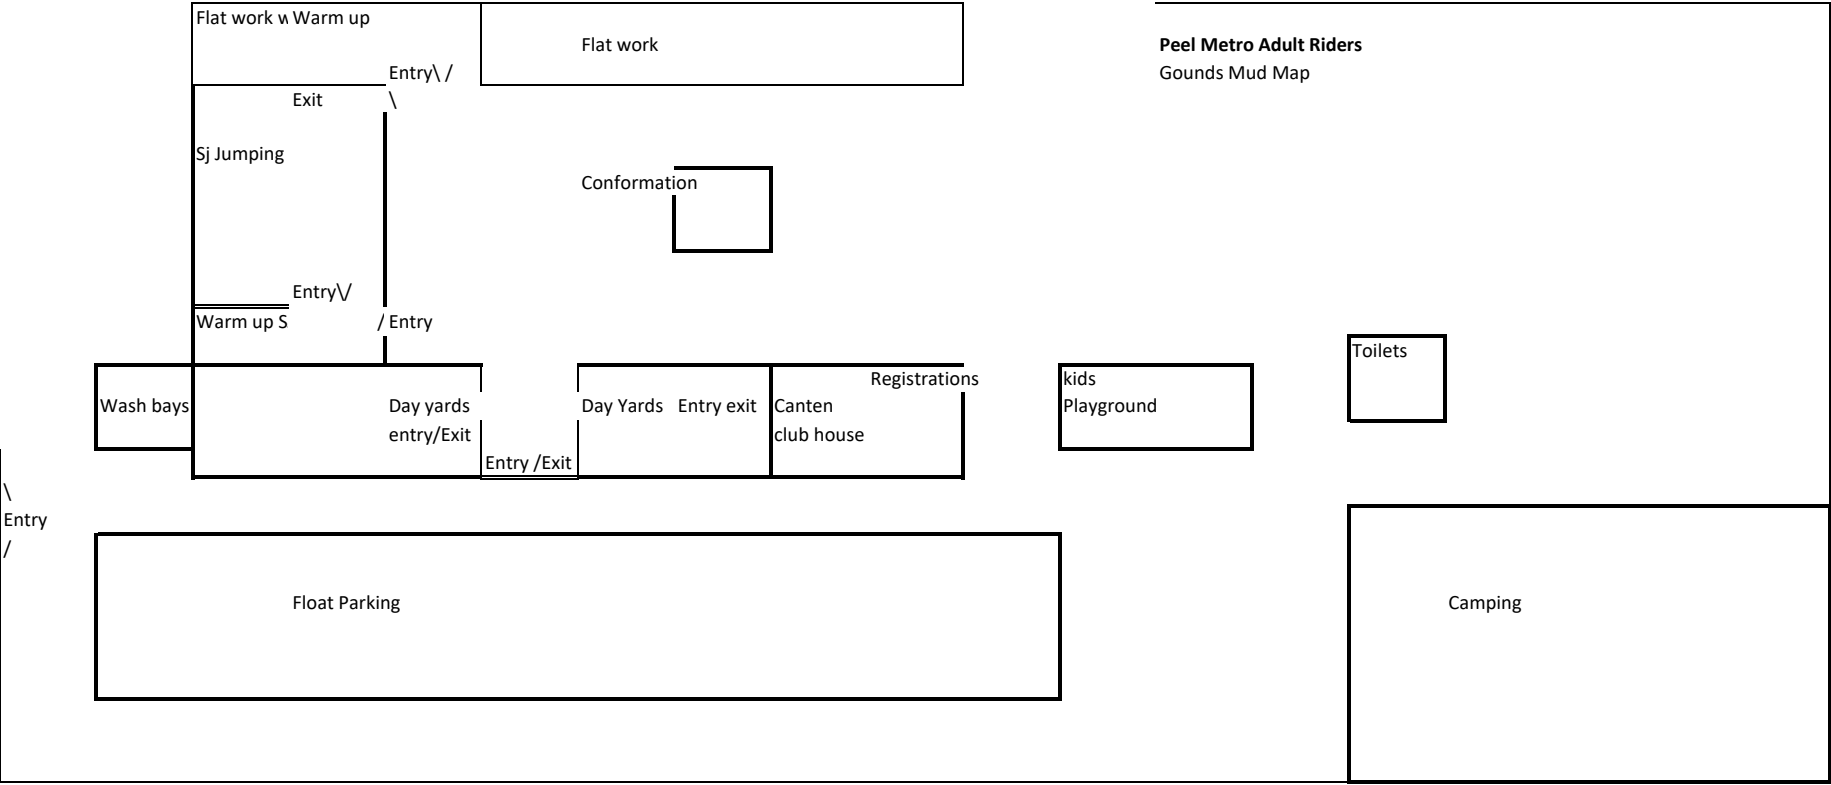 Flat work w Warm up
Flat work
Peel Metro Adult Riders
Entry\ /
Gounds Mud Map
Exit
\
Sj Jumping
Conformation
Entry\/
Warm up S
/ Entry
Toilets
Registrations
kids
Wash bays
Day yards
Day Yards
Entry exit
Canten
Playground
entry/Exit
club house
Entry /Exit
\
Entry
/
Float Parking
Camping